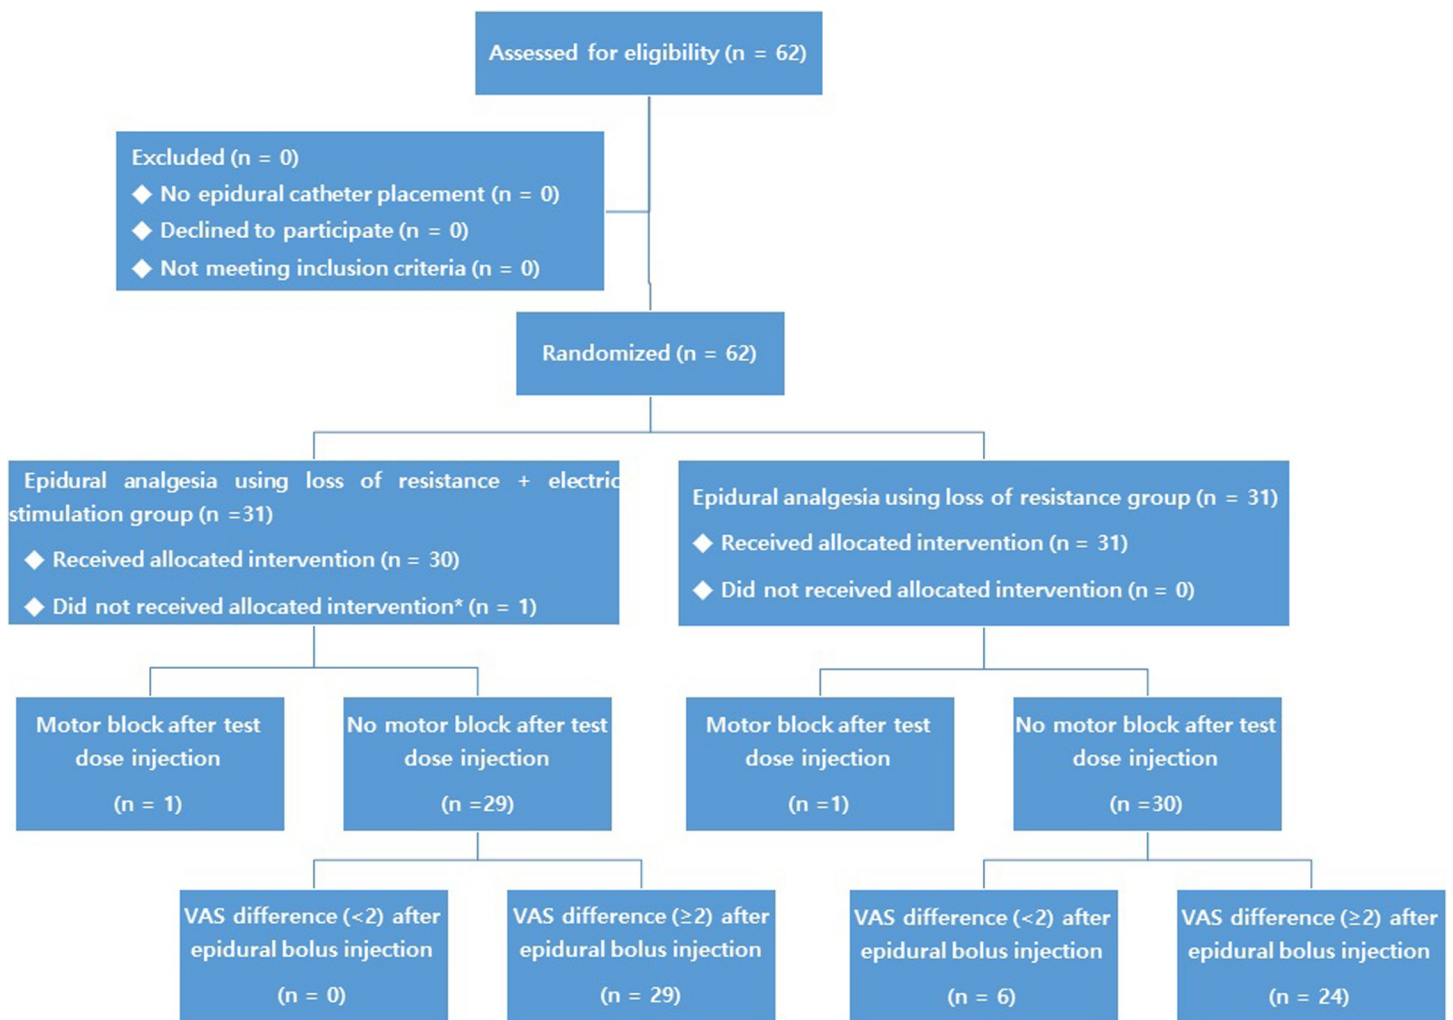 Assessed for eligibility (n = 62)
Excluded (n = 0)
◆ No epidural catheter placement (n = 0)
◆ Declined to participate (n = 0)
◆ Not meeting inclusion criteria (n = 0)
Randomized (n = 62)
Epidural analgesia using loss of resistance + electric
stimulation group (n =31)
◆ Received allocated intervention (n = 30)
◆ Did not received allocated intervention* (n = 1)
Epidural analgesia using loss of resistance group (n = 31)
◆ Received allocated intervention (n = 31)
◆ Did not received allocated intervention (n = 0)
Motor block after test
dose injection
(n = 1)
No motor block after test
dose injection
(n =29)
Motor block after test
dose injection
(n =1)
No motor block after test
dose injection
(n =30)
VAS difference (<2) after
epidural bolus injection
(n = 0)
VAS difference (≥2) after
epidural bolus injection
(n = 29)
VAS difference (<2) after
epidural bolus injection
(n = 6)
VAS difference (≥2) after
epidural bolus injection
(n = 24)